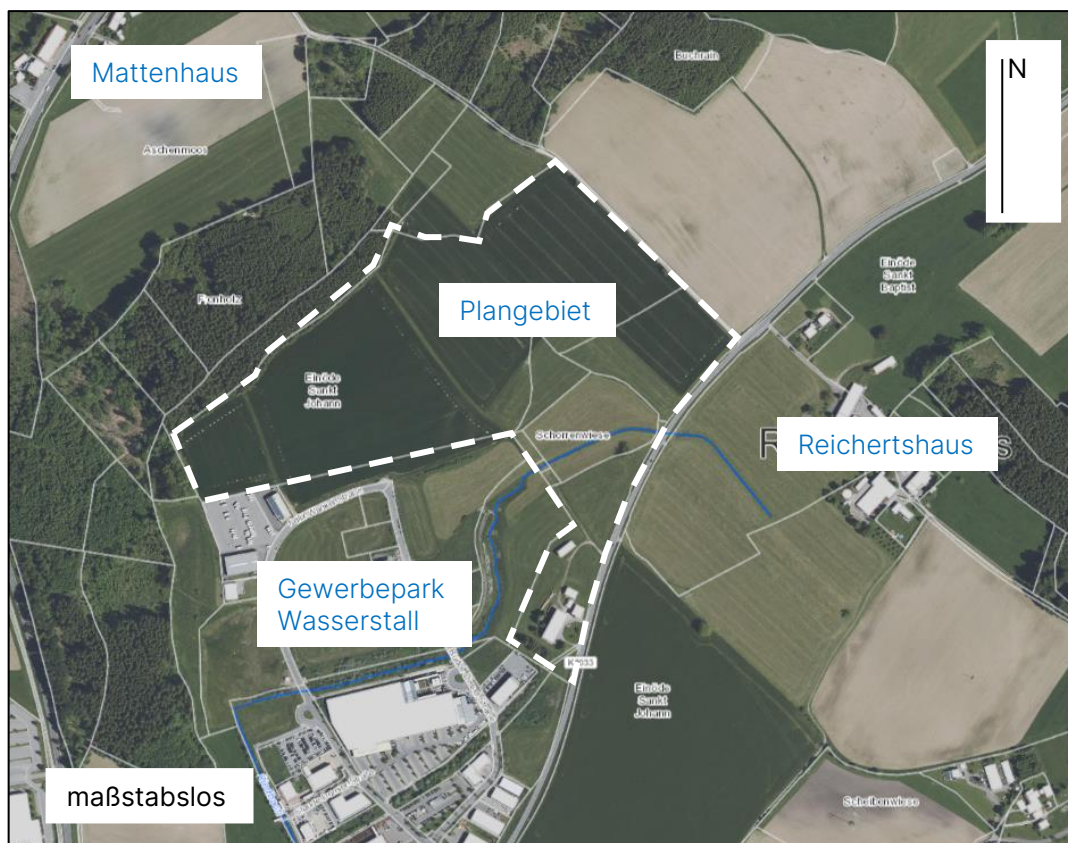 Mattenhaus
Buchrain
N
Aschenmoos
Einöde
Sankt
Baptist
Fronholz
Plangebiet
Einöde
Sankt
Johann
Schorrenwiese
Reichertshaus
Gewerbepark
Wasserstall
Einöde
Sankt
Johann
maßstabslos
Scheibenwiese